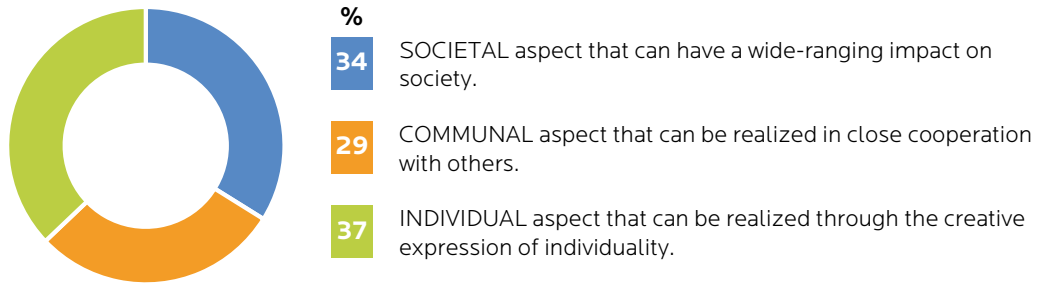 %
34 SOCIETAL aspect that can have a wide-ranging impact on
society.
29 COMMUNAL aspect that can be realized in close cooperation
with others.
37 INDIVIDUAL aspect that can be realized through the creative
expression of individuality.